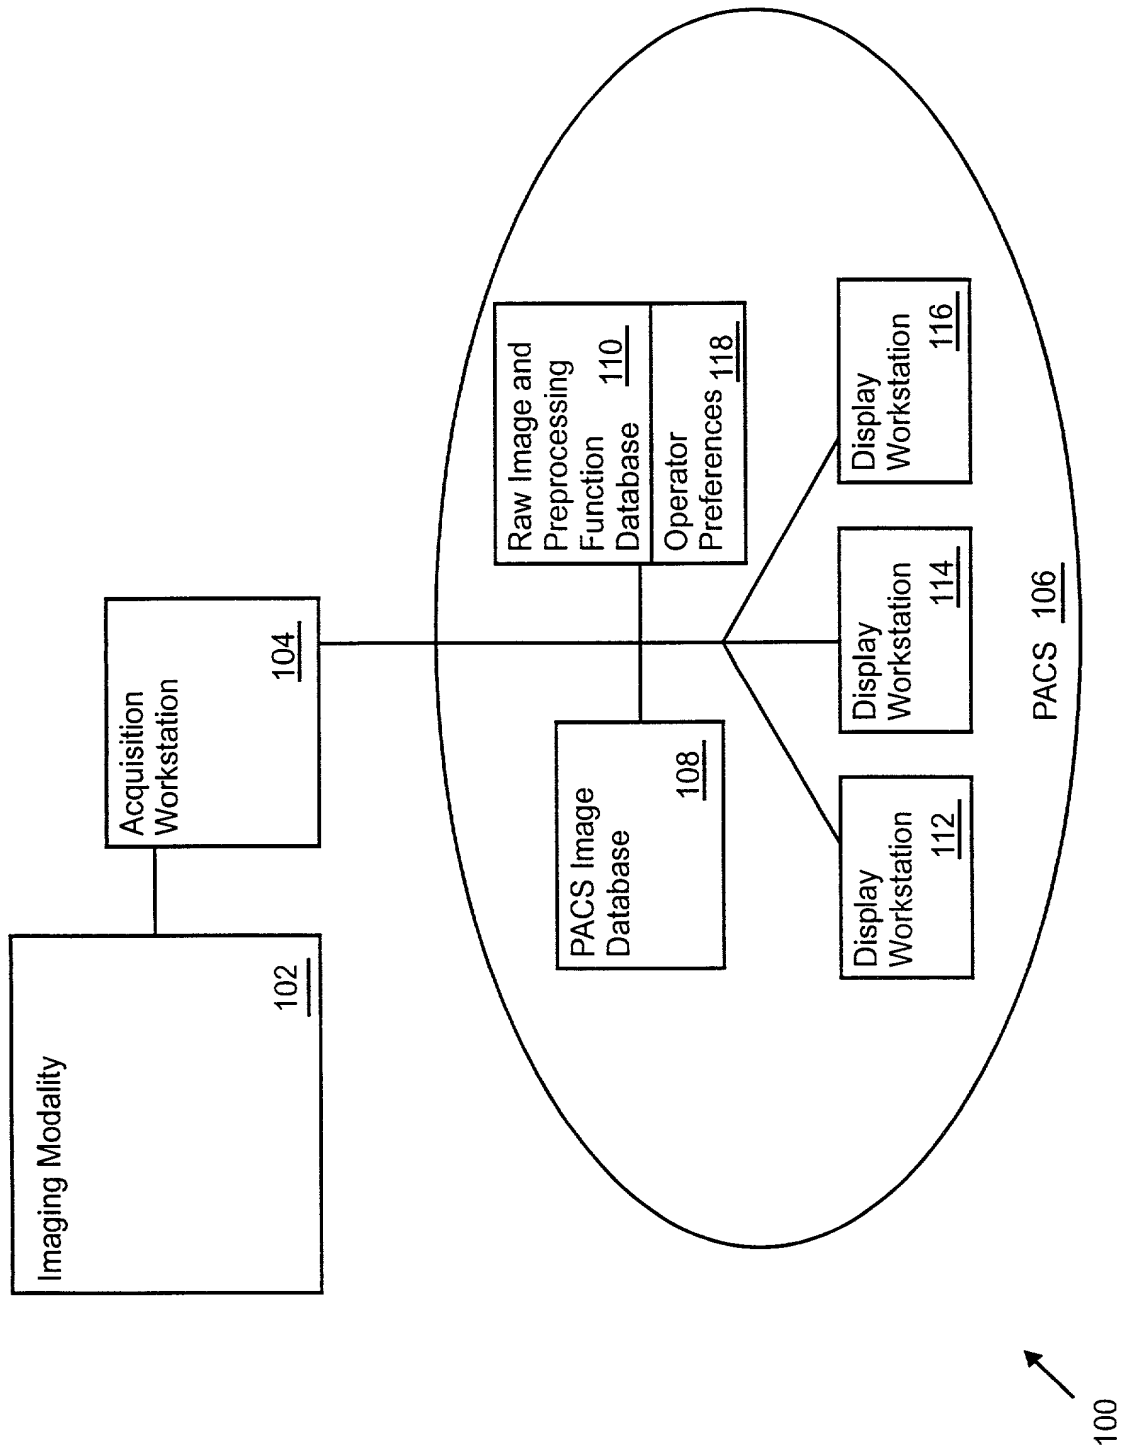 Imaging Modality
102
Acquisition
Workstation
104
PACS Image
Database
108
Raw Image and
Preprocessing
Function
Database
110
Operator
Preferences
118
Display
Workstation
112
Display
Workstation
114
Display
Workstation
116
PACS 106
100